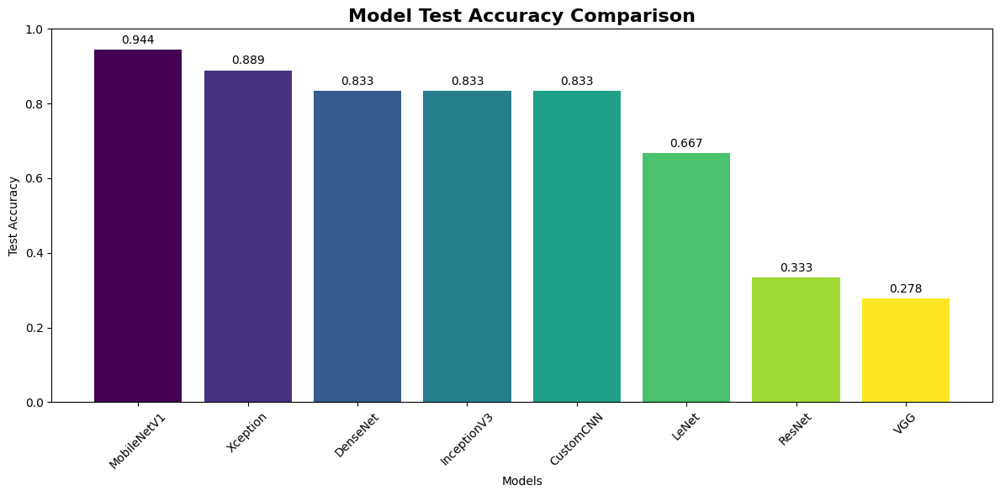 Model Test Accuracy Comparison
1.0
0.8
0.6
0.4
0.2
0.0
Test Accuracy
0.944
0.889
0.833
0.833
0.833
0.667
0.333
0.278
MobileNetV1
Xception
DenseNet
InceptionV3
CustomCNN
LeNet
ResNet
VGG
Models